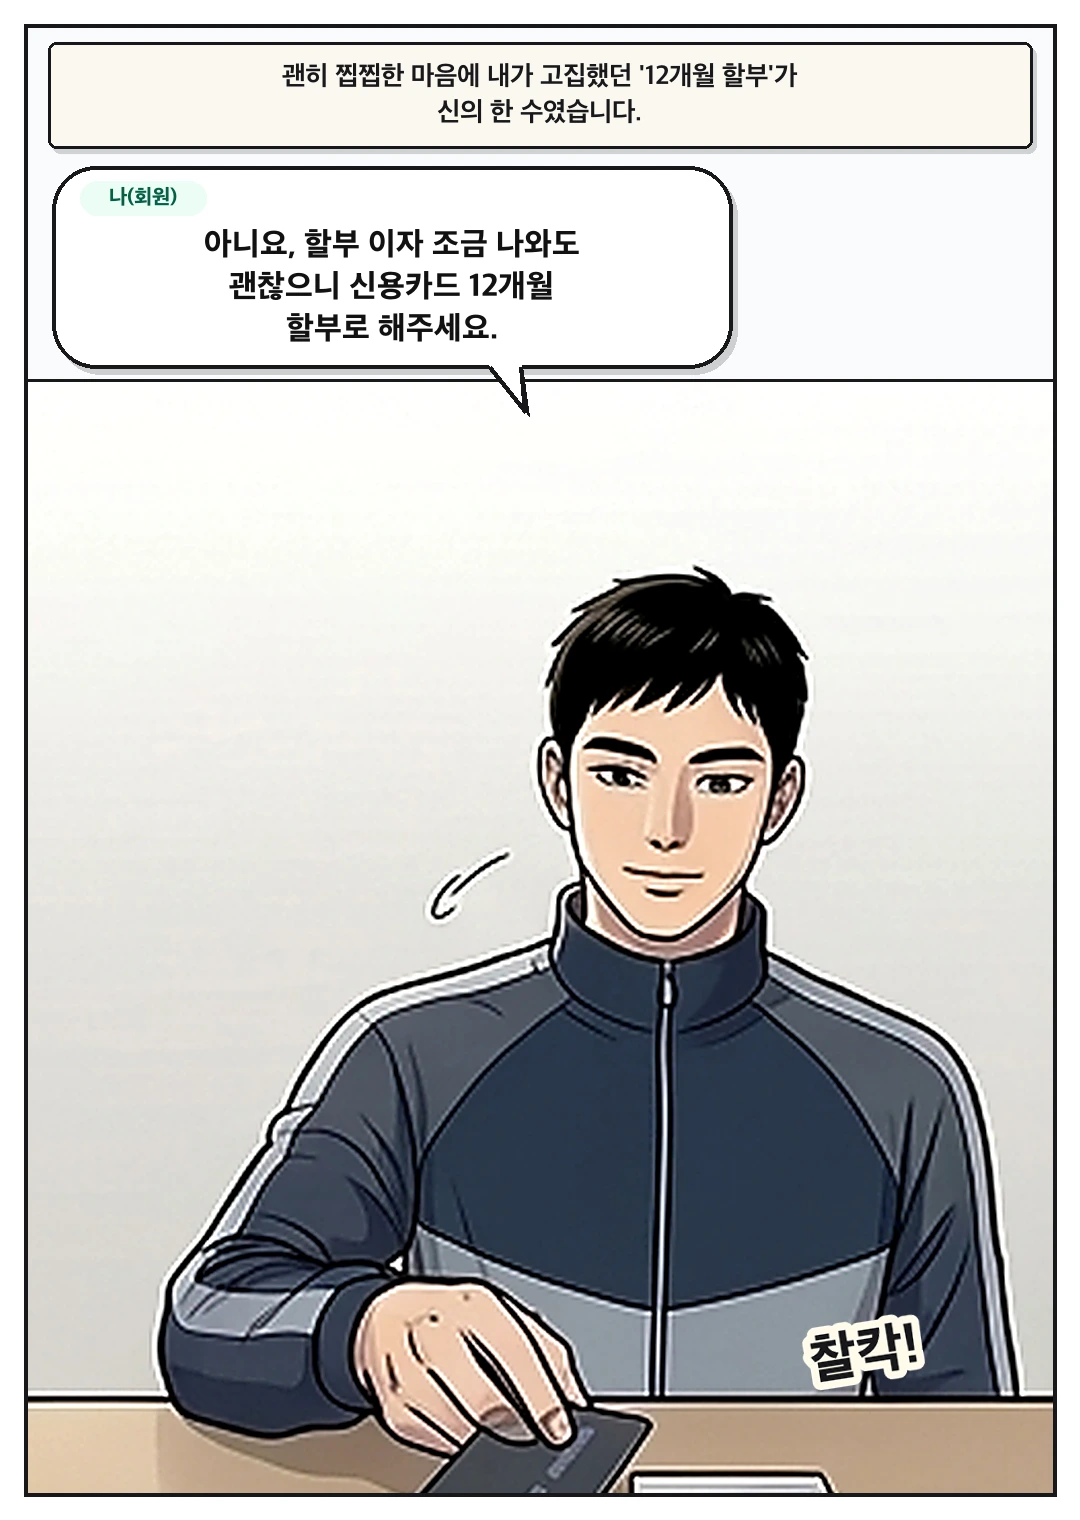 괜히 찝찝한 마음에 내가 고집했던 '12개월 할부'가
신의 한 수였습니다.
나(회원)
아니요, 할부 이자 조금 나와도
괜찮으니 신용카드 12개월
할부로 해주세요.
찰칵!